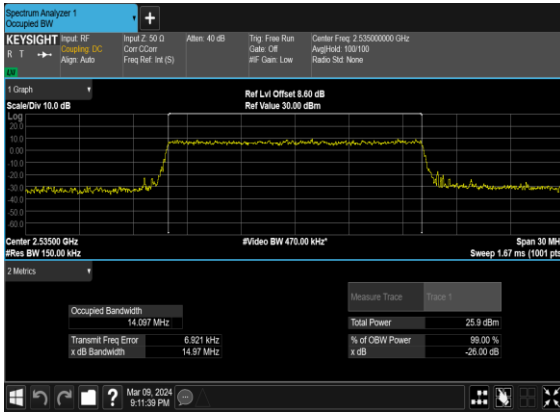 Spectrum Analyzer 1
Occupied BW
KEYSIGHT
R T
LW
Input: RF
Coupling: DC
Align: Auto
Input Z: 50 Ω
Corr CCorr
Freq Ref: Int (S)
Atten: 40 dB
Trig: Free Run
Gate: Off
#IF Gain: Low
Center Freq: 2.535000000 GHz
Avg|Hold: 100/100
Radio Std: None
1 Graph
Scale/Div 10.0 dB
Ref Lvl Offset 8.60 dB
Ref Value 30.00 dBm
Log
20.0
10.0
0.00
-10.0
-20.0
-30.0
-40.0
-50.0
-60.0
Center 2.53500 GHz
#Res BW 150.00 kHz
#Video BW 470.00 kHz*
Span 30 MH
Sweep 1.67 ms (1001 pts
2 Metrics
Measure Trace
Trace 1
Occupied Bandwidth
14.097 MHz
Total Power
25.9 dBm
Transmit Freq Error
6.921 kHz
% of OBW Power
99.00 %
x dB Bandwidth
14.97 MHz
x dB
-26.00 dB
?
Mar 09, 2024
9:11:39 PM